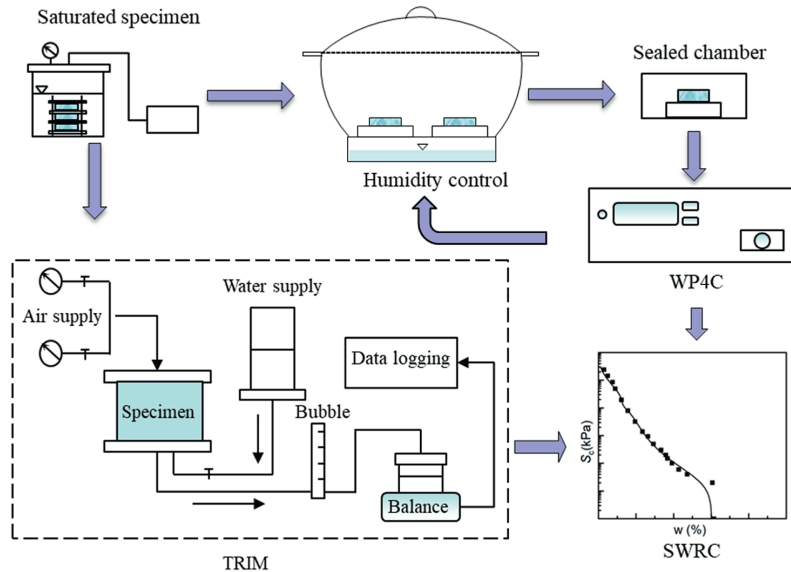 Saturated specimen
Sealed chamber
Humidity control
WP4C
Water supply
Air supply
Data logging
Specimen
Bubble
Balance
TRIM
S_c(kPa)
w (%)
SWRC